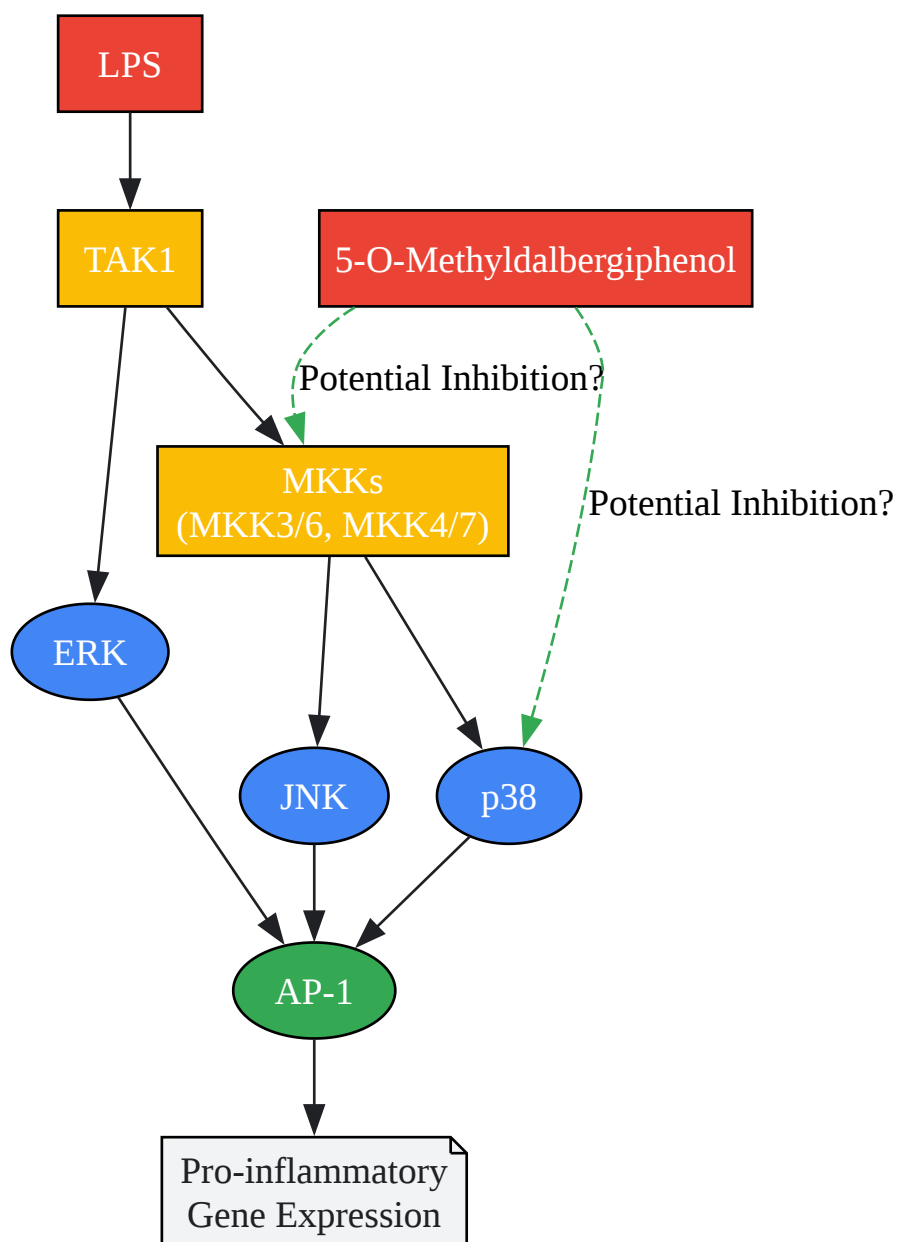 LPS
TAK1
5-O-Methyldalbergiphenol
Potential Inhibition?
MKKs
(MKK3/6, MKK4/7)
Potential Inhibition?
ERK
JNK
p38
AP-1
Pro-inflammatory
Gene Expression